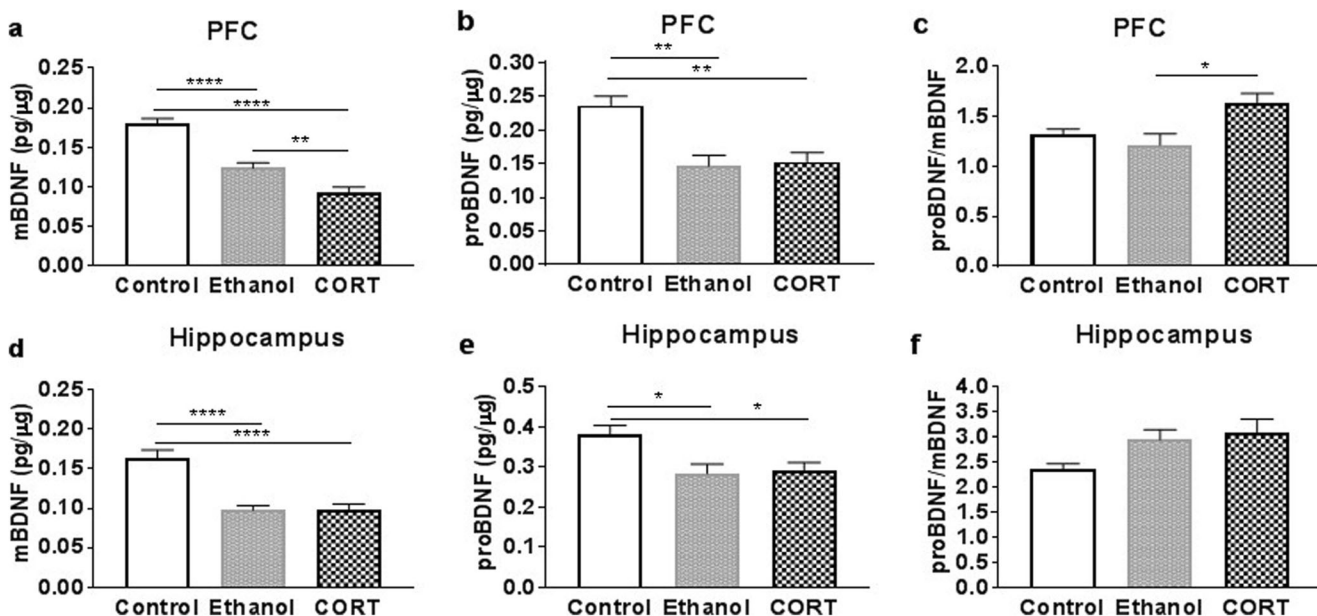 a
PFC
mBDNF (pg/μg)
0.25
0.20
0.15
0.10
0.05
0.00
****
****
**
Control Ethanol CORT
b
PFC
proBDNF (pg/μg)
0.30
0.25
0.20
0.15
0.10
0.05
0.00
**
**
Control Ethanol CORT
c
PFC
proBDNF/mBDNF
2.0
1.5
1.0
0.5
0.0
*
Control Ethanol CORT
d
Hippocampus
mBDNF (pg/μg)
0.25
0.20
0.15
0.10
0.05
0.00
****
****
Control Ethanol CORT
e
Hippocampus
proBDNF (pg/μg)
0.5
0.4
0.3
0.2
0.1
0.0
*
*
Control Ethanol CORT
f
Hippocampus
proBDNF/mBDNF
4.0
3.5
3.0
2.5
2.0
1.5
1.0
0.5
0.0
Control Ethanol CORT